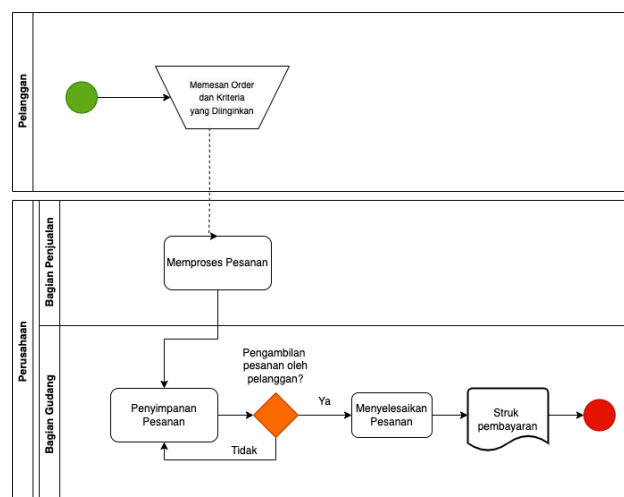 Pelanggan
Memesan Order
dan Kriteria
yang Diinginkan
Perusahaan
Bagian Penjualan
Memproses Pesanan
Bagian Gudang
Penyimpanan
Pesanan
Pengambilan
pesanan oleh
pelanggan?
Ya
Tidak
Menyelesaikan
Pesanan
Struk
pembayaran